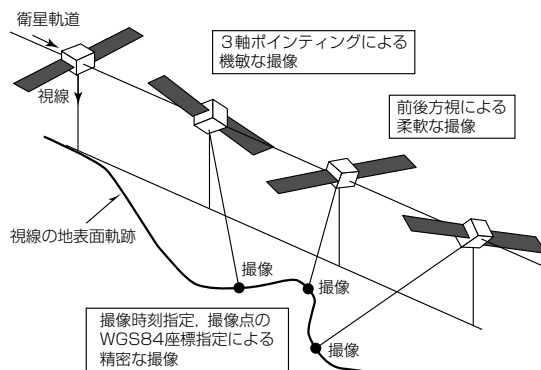 衛星軌道
3軸ポインティングによる
機敏な撮像
視線
前後方視による
柔軟な撮像
視線の地表面軌跡
撮像
撮像
撮像時刻指定，撮像点の
WGS84座標指定による
精密な撮像
撮像